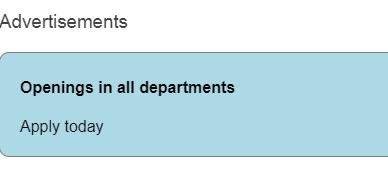 Advertisements
Openings in all departments
Apply today